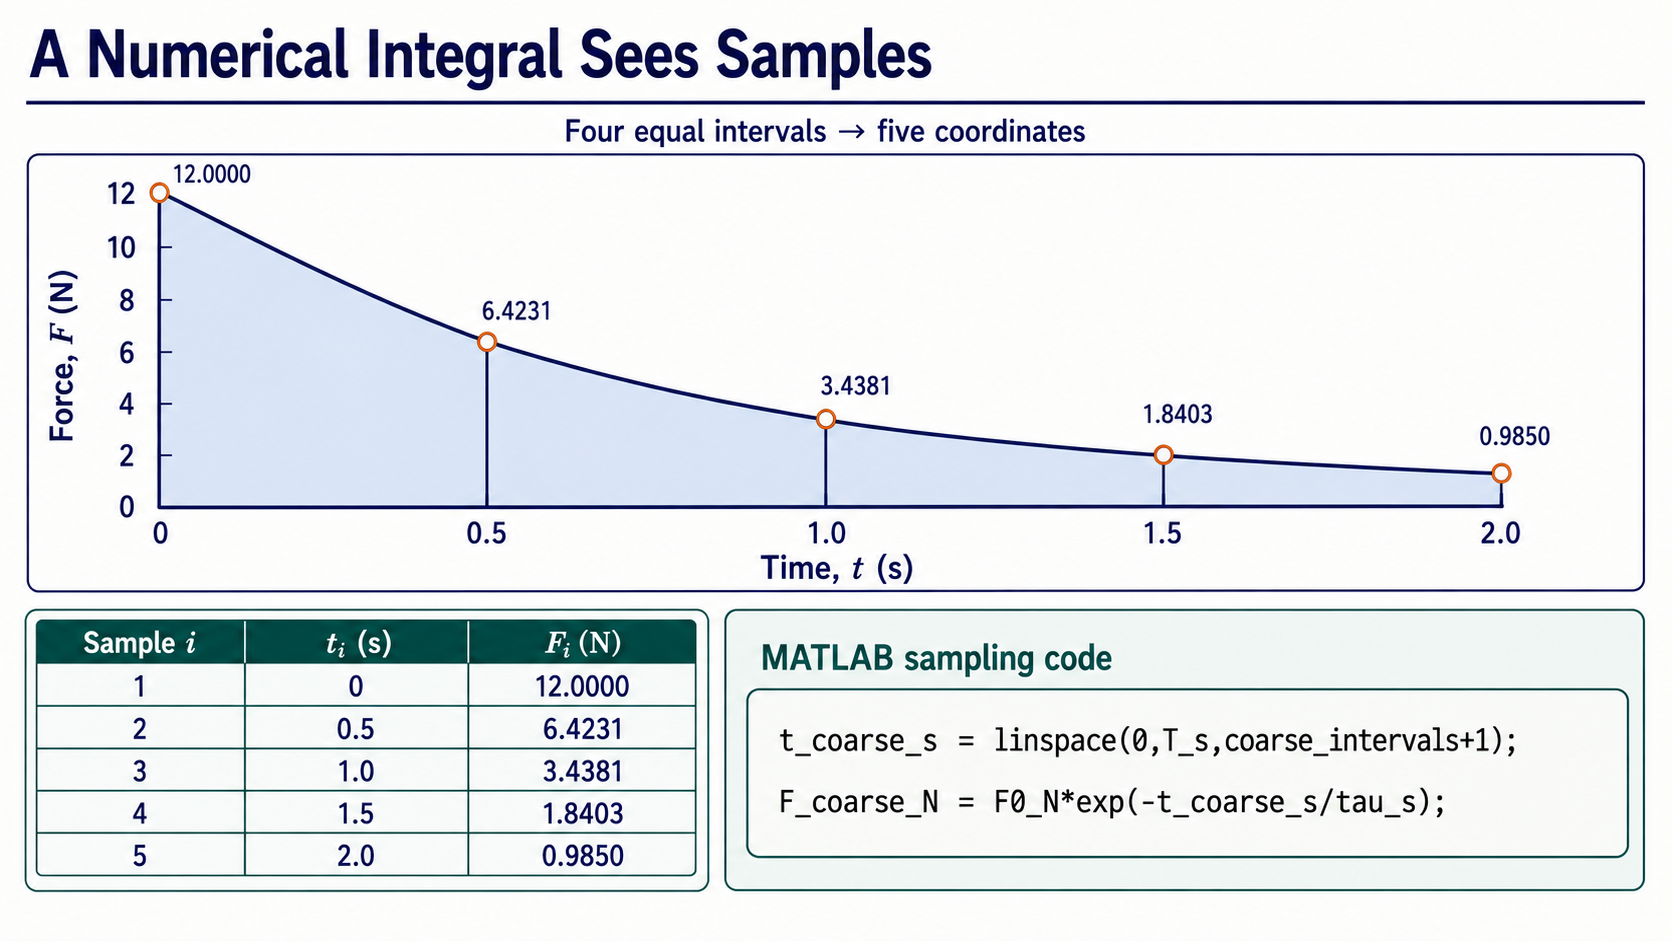 A Numerical Integral Sees Samples
Four equal intervals → five coordinates
Force, F (N)
12
10
8
6
4
2
0
12.0000
6.4231
3.4381
1.8403
0.9850
0 0.5 1.0 1.5 2.0
Time, t (s)
Sample i tᵢ (s) Fᵢ (N)
1 0 12.0000
2 0.5 6.4231
3 1.0 3.4381
4 1.5 1.8403
5 2.0 0.9850
MATLAB sampling code
t_coarse_s = linspace(0,T_s,coarse_intervals+1);
F_coarse_N = F0_N*exp(-t_coarse_s/tau_s);